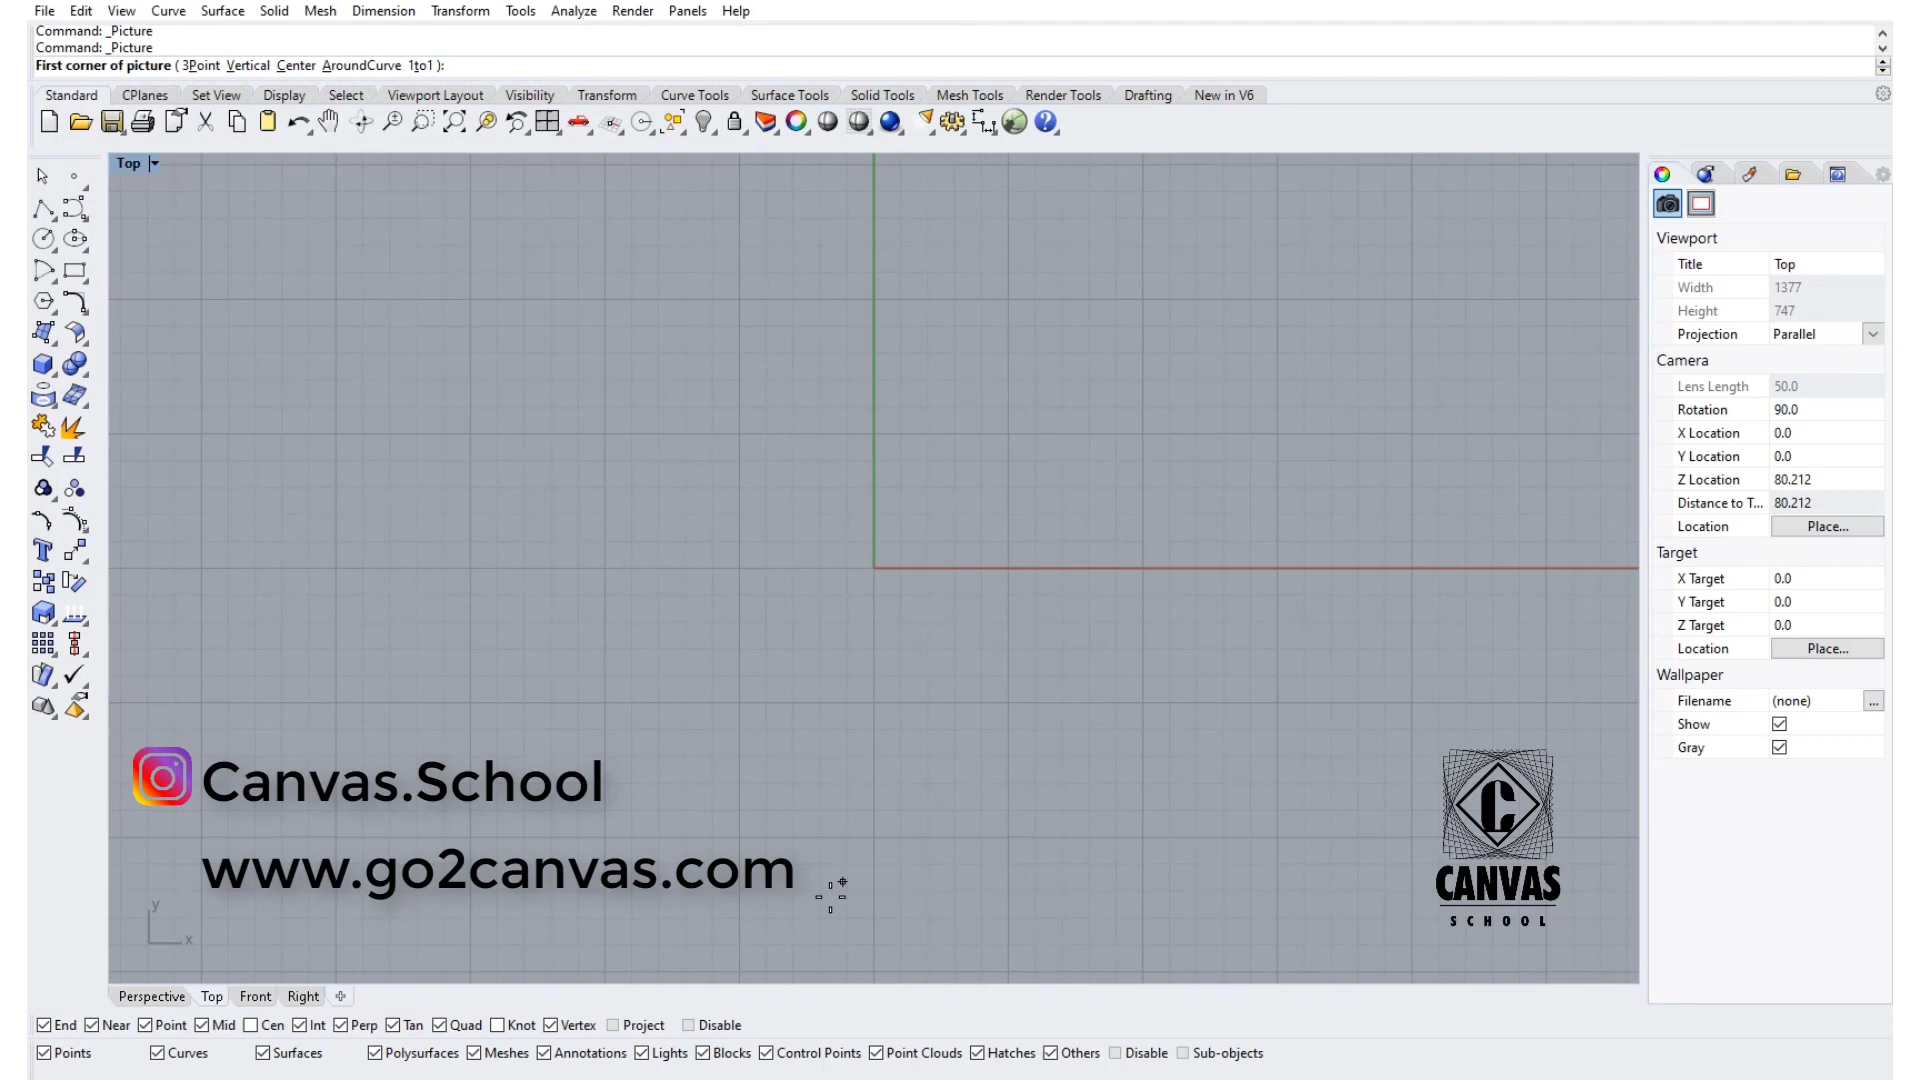 File Edit View Curve Surface Solid Mesh Dimension Transform Tools Analyze Render Panels Help
Command: _Picture
Command: _Picture
First corner of picture ( 3Point Vertical Center AroundCurve 1to1 ):
Standard CPlanes Set View Display Select Viewport Layout Visibility Transform Curve Tools Surface Tools Solid Tools Mesh Tools Render Tools Drafting New in V6
Top
Viewport
Title Top
Width 1377
Height 747
Projection Parallel
Camera
Lens Length 50.0
Rotation 90.0
X Location 0.0
Y Location 0.0
Z Location 80.212
Distance to T... 80.212
Location Place...
Target
X Target 0.0
Y Target 0.0
Z Target 0.0
Location Place...
Wallpaper
Filename (none) ...
Show
Gray
Canvas.School
www.go2canvas.com
y
x
C
CANVAS
SCHOOL
Perspective Top Front Right
End Near Point Mid Cen Int Perp Tan Quad Knot Vertex Project Disable
Points Curves Surfaces Polysurfaces Meshes Annotations Lights Blocks Control Points Point Clouds Hatches Others Disable Sub-objects